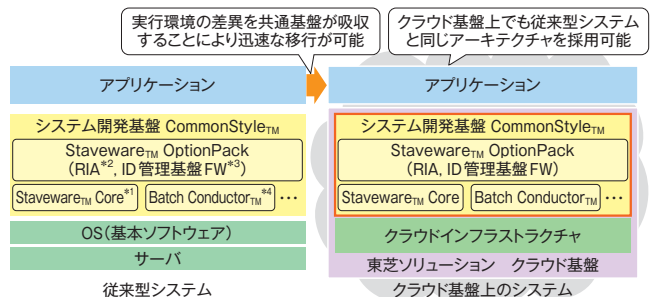 実行環境の差異を共通基盤が吸収
することにより迅速な移行が可能
クラウド基盤上でも従来型システム
と同じアーキテクチャを採用可能
アプリケーション
システム開発基盤 CommonStyleTM
StavewareTM OptionPack
(RIA*2, ID管理基盤FW*3)
StavewareTM Core*1 Batch ConductorTM*4 …
OS(基本ソフトウェア)
サーバ
従来型システム
アプリケーション
システム開発基盤 CommonStyleTM
StavewareTM OptionPack
(RIA, ID管理基盤FW)
StavewareTM Core Batch ConductorTM …
クラウドインフラストラクチャ
東芝ソリューション クラウド基盤
クラウド基盤上のシステム